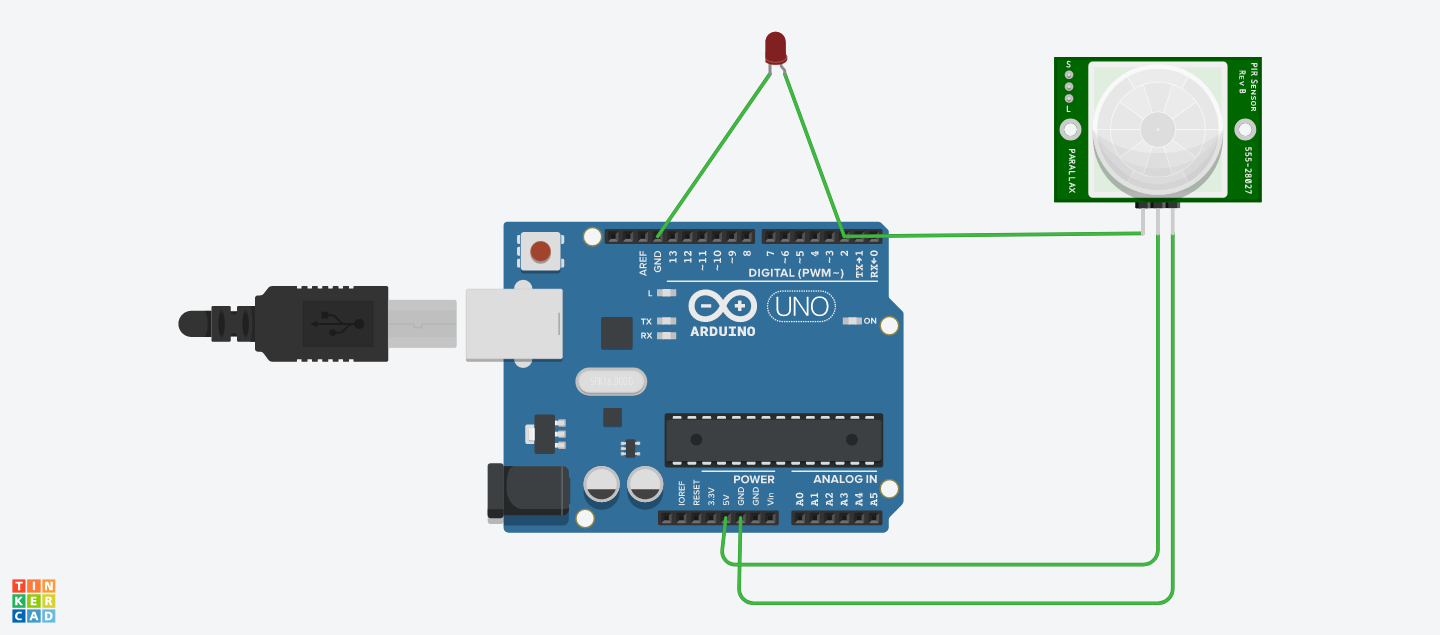 S
L
PARALLAX
PIR SENSOR
REV B
555-28027
AREF
GND
13
12
~11
~10
~9
8
7
~6
~5
4
~3
2
TX→1
RX←0
DIGITAL (PWM~)
L
TX
RX
ARDUINO
UNO
ON
POWER
ANALOG IN
IOREF
RESET
3.3V
5V
GND
GND
Vin
A0
A1
A2
A3
A4
A5
TIN
KER
CAD